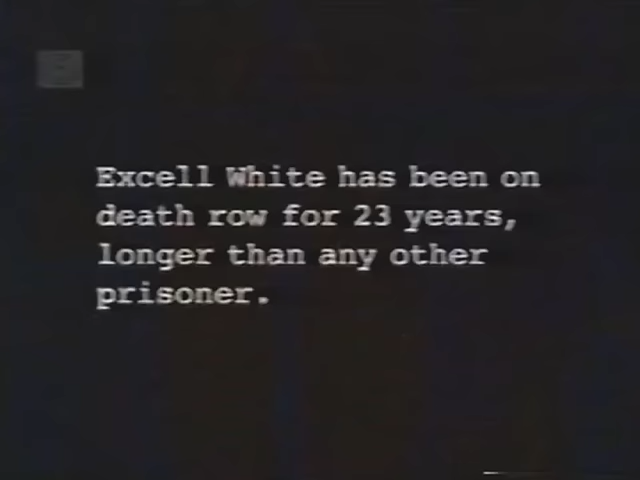 Excell White has been on
death row for 23 years,
longer than any other
prisoner.